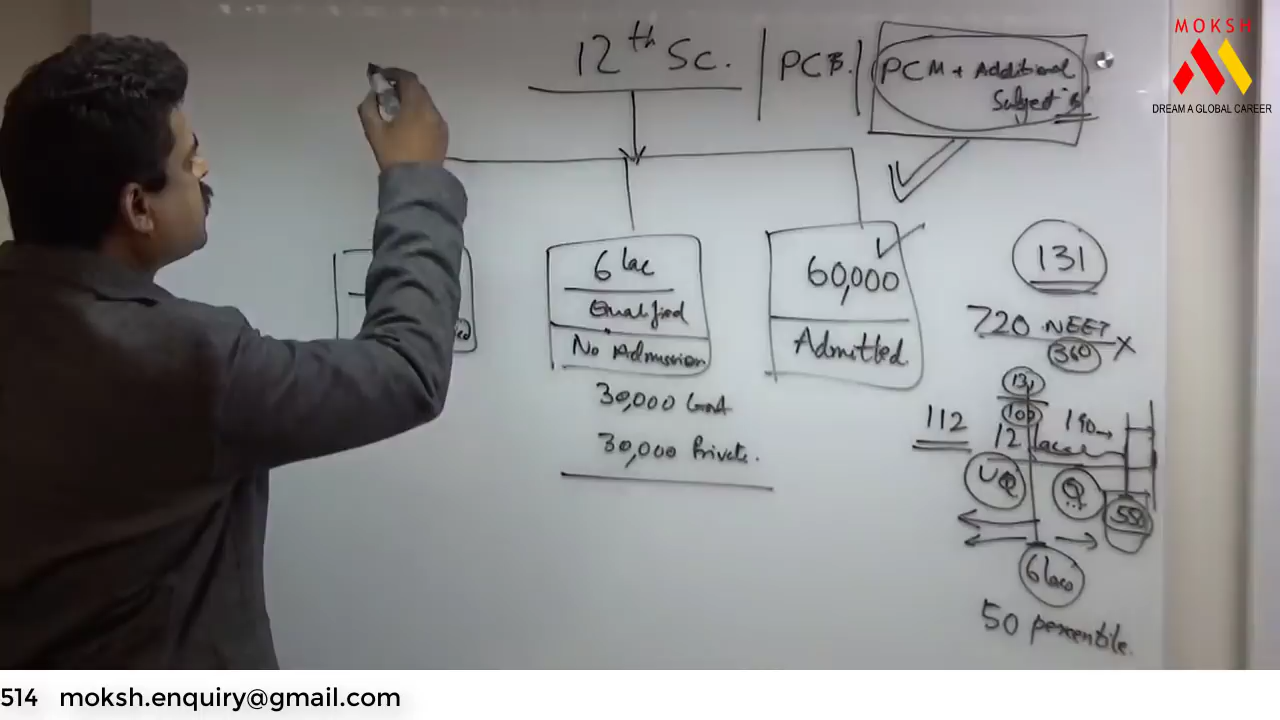 12th Sc. | PCB. | PCM + Additional
Subject "B"
MOKSH
DREAM A GLOBAL CAREER
6 lac
Qualified
No Admission
60,000
Admitted
30,000 Govt
30,000 Private.
131
720 NEET
360 X
131
100
112
12 lacs
190→
UQ
Q
550
6 lacs
50 percentile.
514 moksh.enquiry@gmail.com